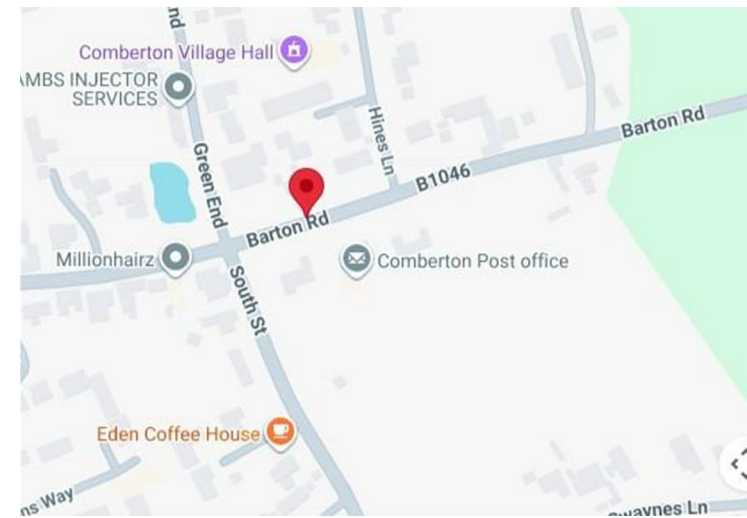 nd
Comberton Village Hall
AMBS INJECTOR
SERVICES
Hines Ln
Barton Rd
Green End
B1046
Barton Rd
Millionhairz
Comberton Post office
South St
Eden Coffee House
ns Way
Swaynes Ln